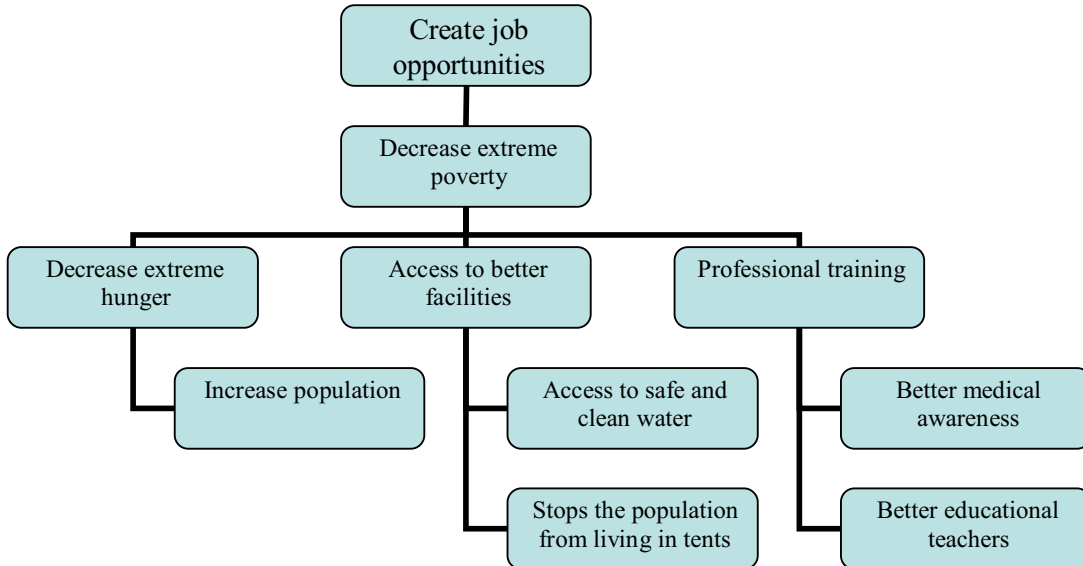 Create job
opportunities
Decrease extreme
poverty
Decrease extreme
hunger
Access to better
facilities
Professional training
Increase population
Access to safe and
clean water
Better medical
awareness
Stops the population
from living in tents
Better educational
teachers